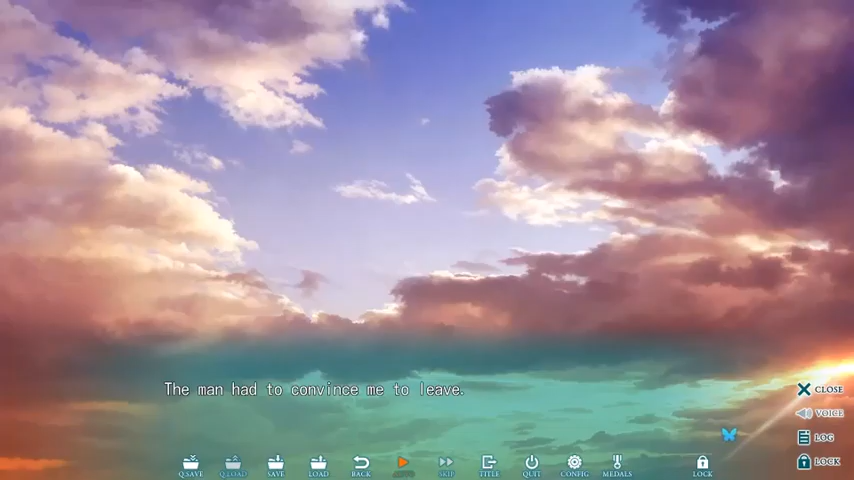 The man had to convince me to leave.
CLOSE
VOICE
LOG
LOCK
Q.SAVE Q.LOAD SAVE LOAD BACK AUTO SKIP TITLE QUIT CONFIG MEDALS LOCK